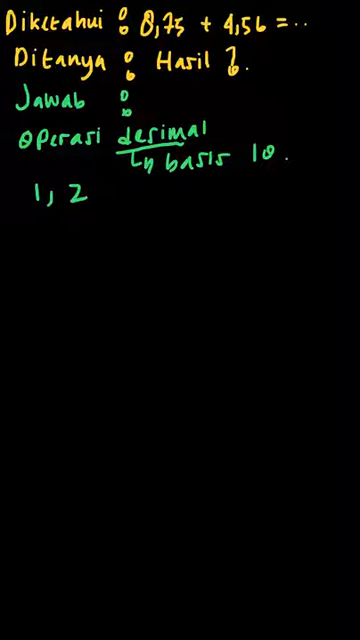 Diketahui : 8,75 + 4,56 = ...
Ditanya : Hasil ?
Jawab :
Operasi desimal
↳ basis 10.
1, 2